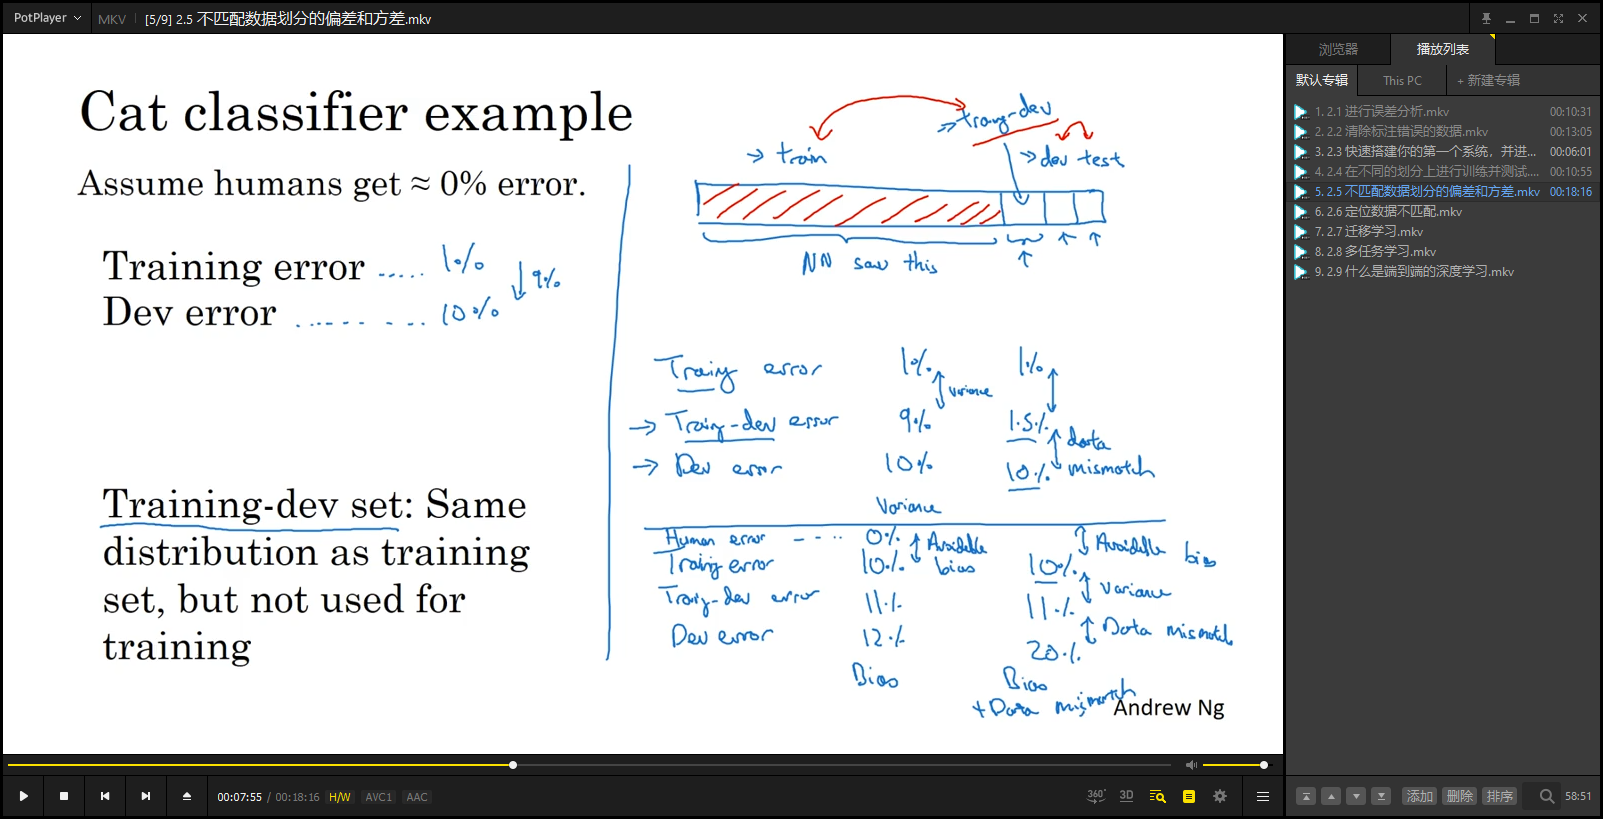 PotPlayer
MKV
[5/9] 2.5 不匹配数据划分的偏差和方差.mkv
Cat classifier example
Assume humans get ≈ 0% error.
Training error ..... 1%
↓ 9%
Dev error ......... 10%
Training-dev set: Same
distribution as training
set, but not used for
training
→ train
→ traing-dev
→ dev test
NN saw this
Traing error 1% 1%
variance
→ Traing-dev error 9% 1.5%
data
mismatch
→ Dev error 10% 10%
Variance
Human error ---- 0%
Avoidable bias
Avoidable bias
Traing error 10% 10%
Variance
Traing-dev error 11% 11%
Data mismatch
Dev error 12% 20%
Bias
Bias
+ Data mismatch
Andrew Ng
浏览器
播放列表
默认专辑
This PC
+ 新建专辑
1. 2.1 进行误差分析.mkv 00:10:31
2. 2.2 清除标注错误的数据.mkv 00:13:05
3. 2.3 快速搭建你的第一个系统，并进... 00:06:01
4. 2.4 在不同的划分上进行训练并测试.... 00:10:55
5. 2.5 不匹配数据划分的偏差和方差.mkv 00:18:16
6. 2.6 定位数据不匹配.mkv
7. 2.7 迁移学习.mkv
8. 2.8 多任务学习.mkv
9. 2.9 什么是端到端的深度学习.mkv
00:07:55 / 00:18:16 H/W AVC1 AAC
360°
3D
添加
删除
排序
58:51